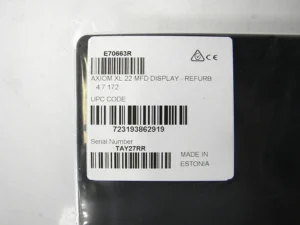 E70663R
AXIOM XL 22 MFD DISPLAY - REFURB
4.7.172
UPC CODE
723193862919
Serial Number
TAY27RR
MADE IN
ESTONIA